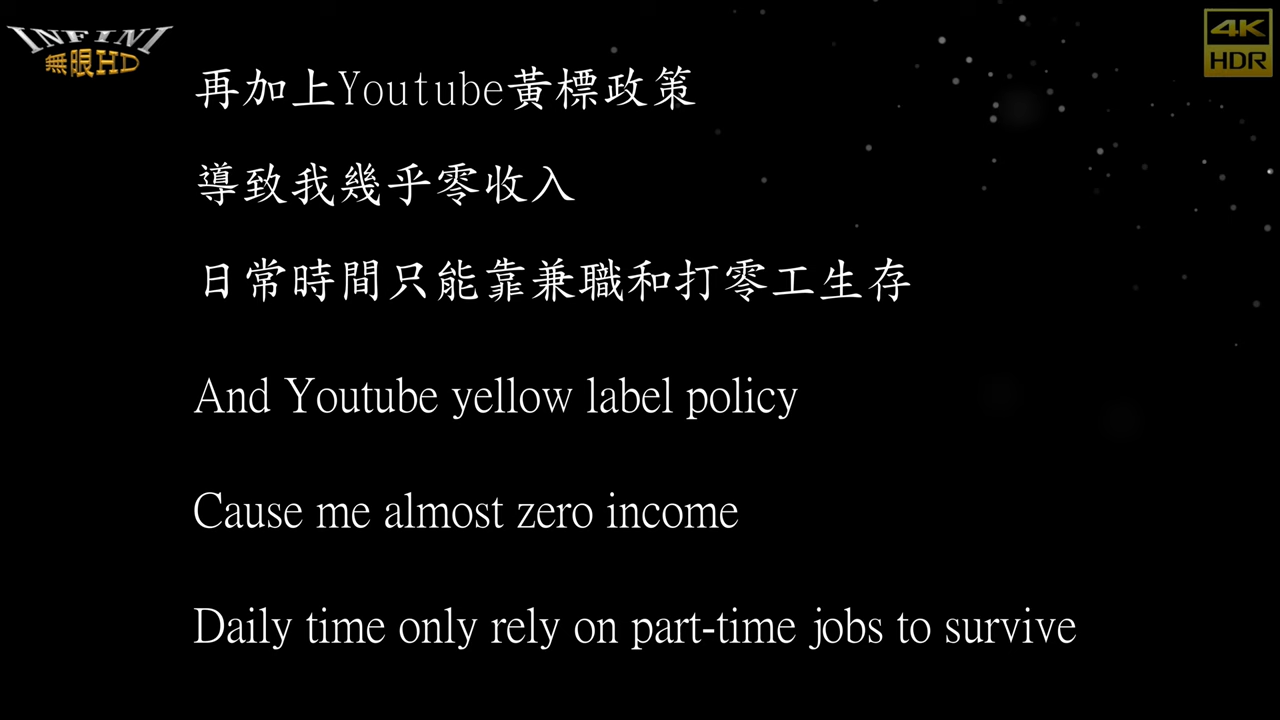 INFINI
無限HD
4K
HDR
再加上Youtube黃標政策
導致我幾乎零收入
日常時間只能靠兼職和打零工生存
And Youtube yellow label policy
Cause me almost zero income
Daily time only rely on part-time jobs to survive